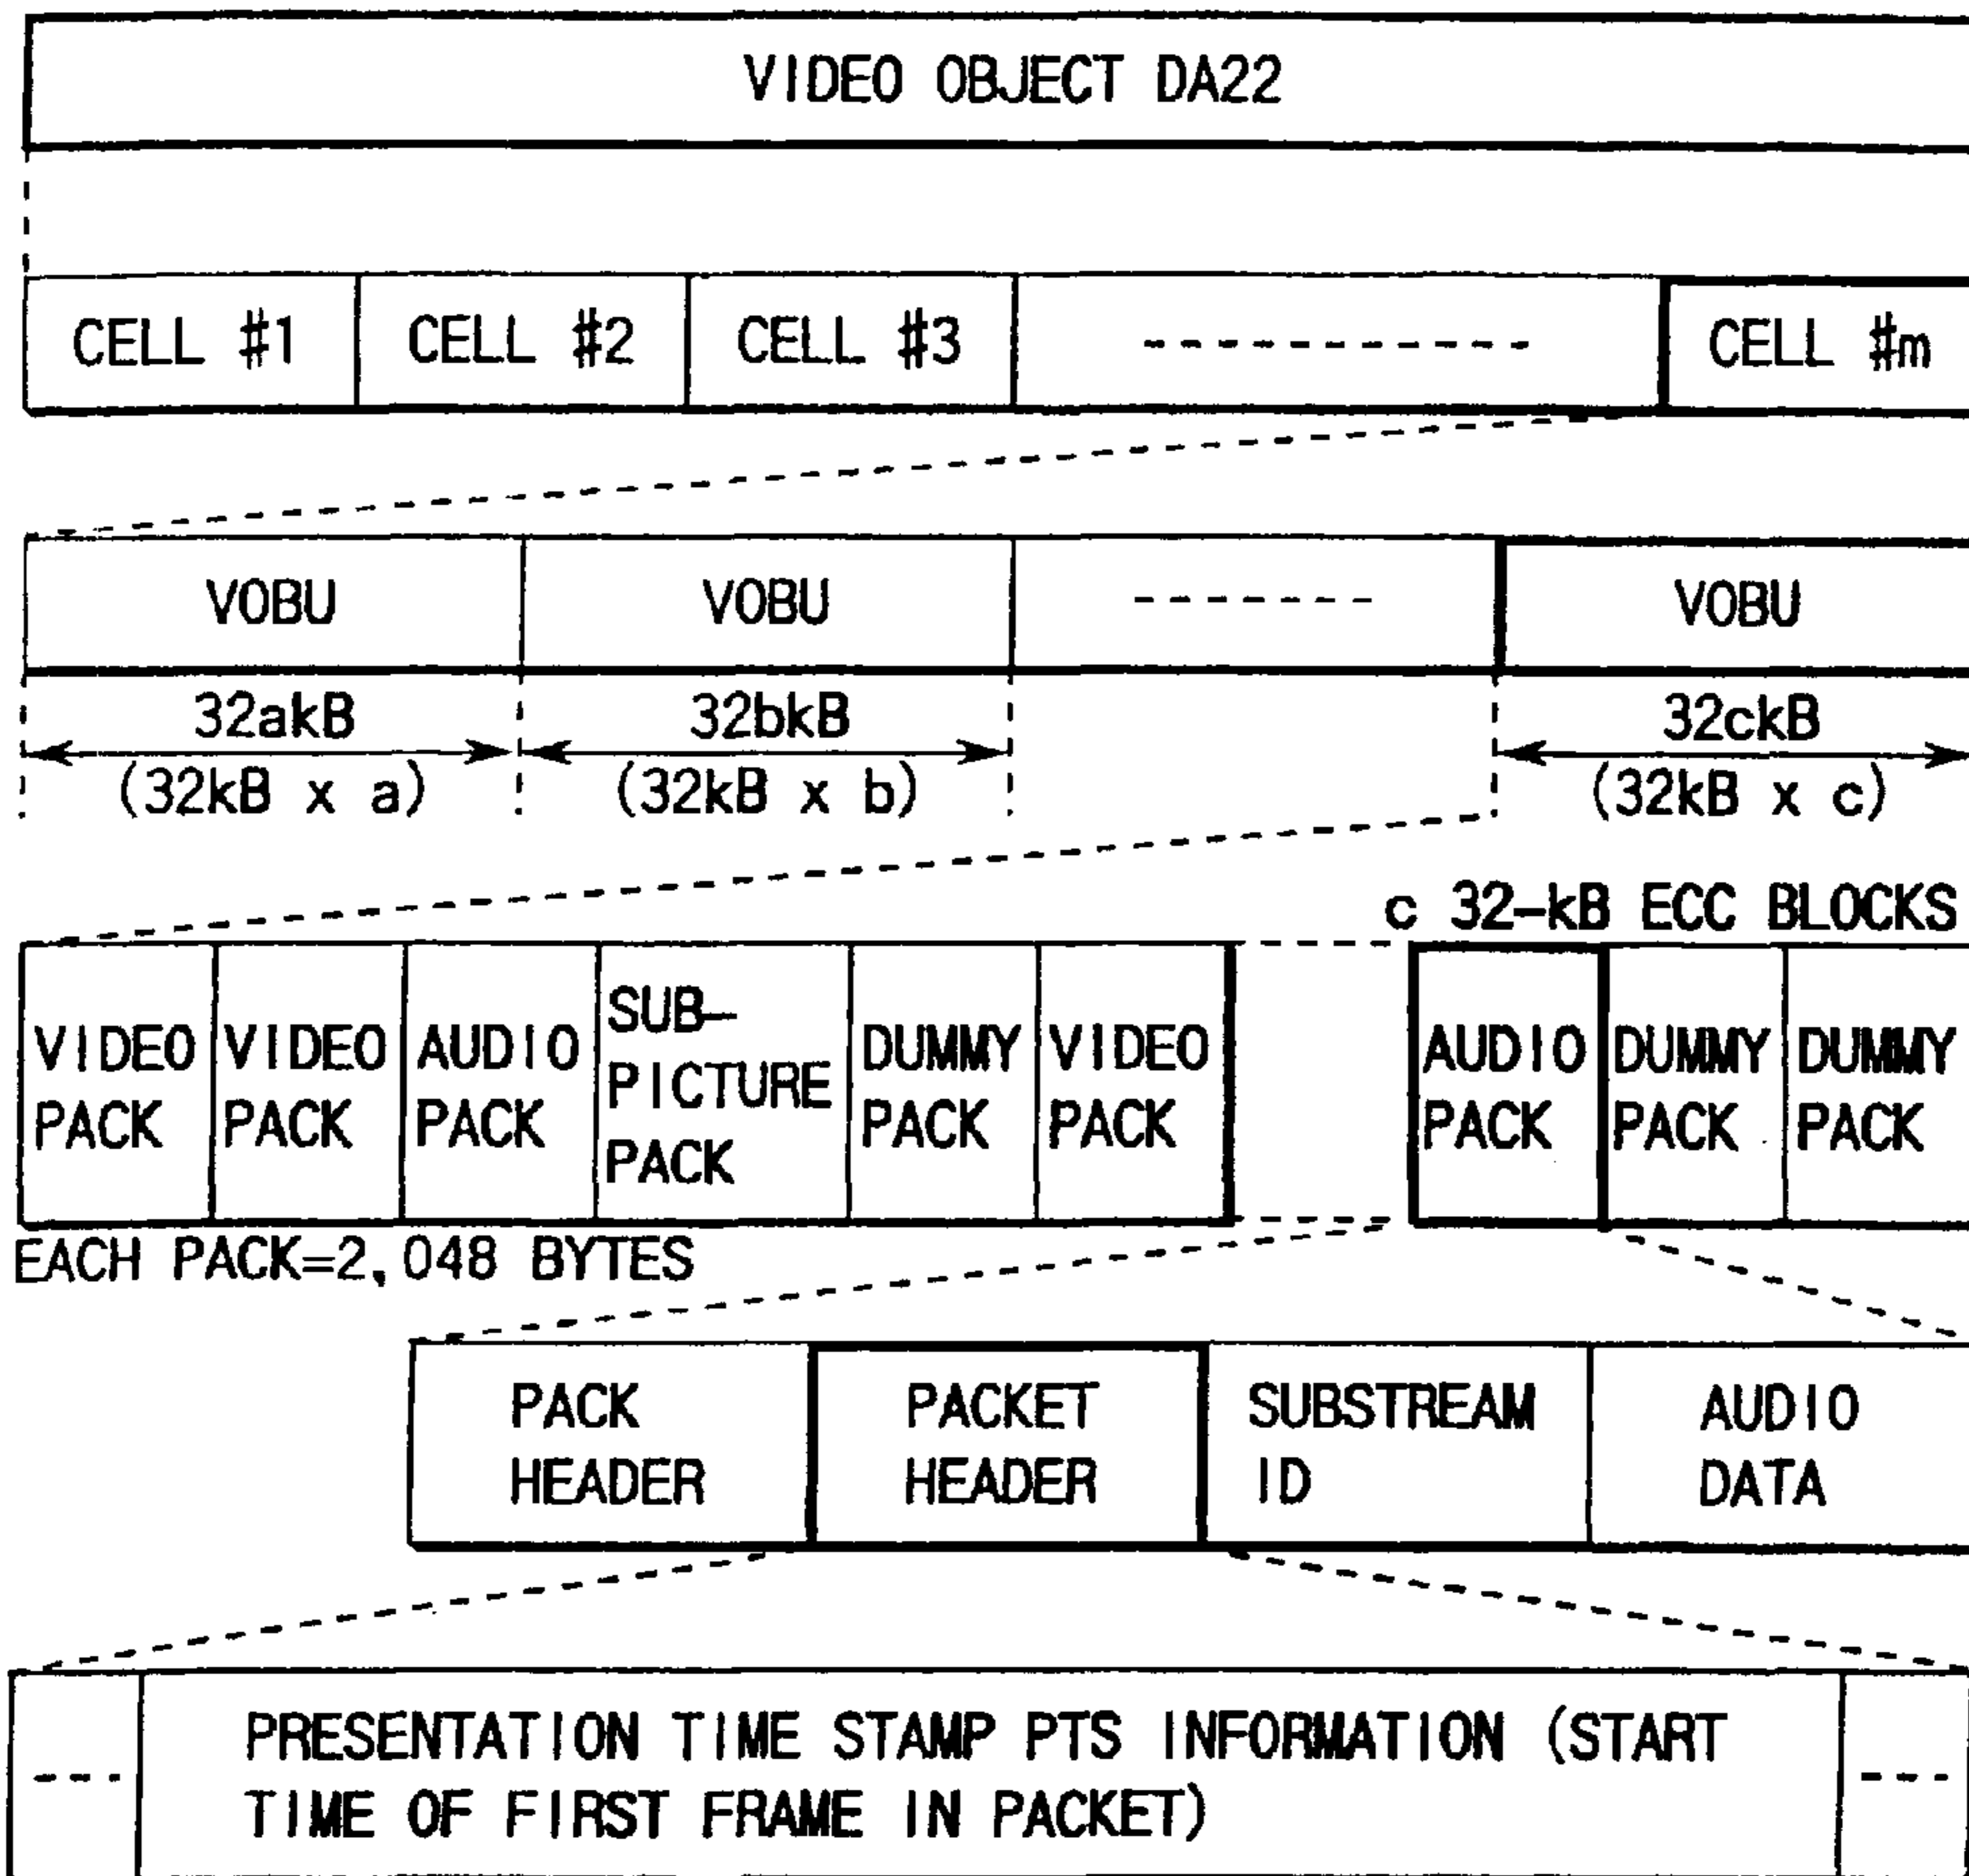 VIDEO OBJECT DA22
CELL #1 CELL #2 CELL #3 ------------ CELL #m
VOBU VOBU ------- VOBU
32akB 32bkB 32ckB
(32kB x a) (32kB x b) (32kB x c)
c 32-kB ECC BLOCKS
VIDEO PACK
VIDEO PACK
AUDIO PACK
SUB-
PICTURE
PACK
DUMMY PACK
VIDEO PACK
AUDIO PACK
DUMMY PACK
DUMMY PACK
EACH PACK=2,048 BYTES
PACK HEADER
PACKET HEADER
SUBSTREAM ID
AUDIO DATA
--- PRESENTATION TIME STAMP PTS INFORMATION (START ---
TIME OF FIRST FRAME IN PACKET)